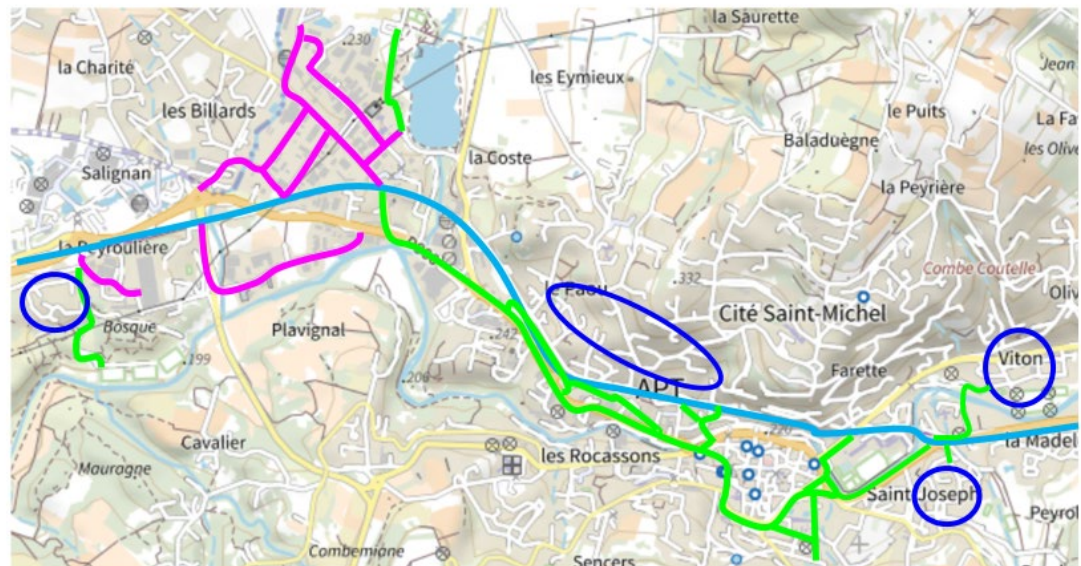 la Saurette
.230
la Charité
les Eymieux
Jean
les Billards
le Puits
La Fa
Baladuègne
les Olive
la Coste
Salignan
la Peyrière
la Peyroulière
Combe Coutelle
.332
le Paou
Oliv
Cité Saint-Michel
Bosque
Plavignal
.242
Viton
.199
Farette
.200
APT
.220
Cavalier
la Madel
les Rocassons
Mauragne
Saint Joseph
Peyrol
Combemiane
Sencers